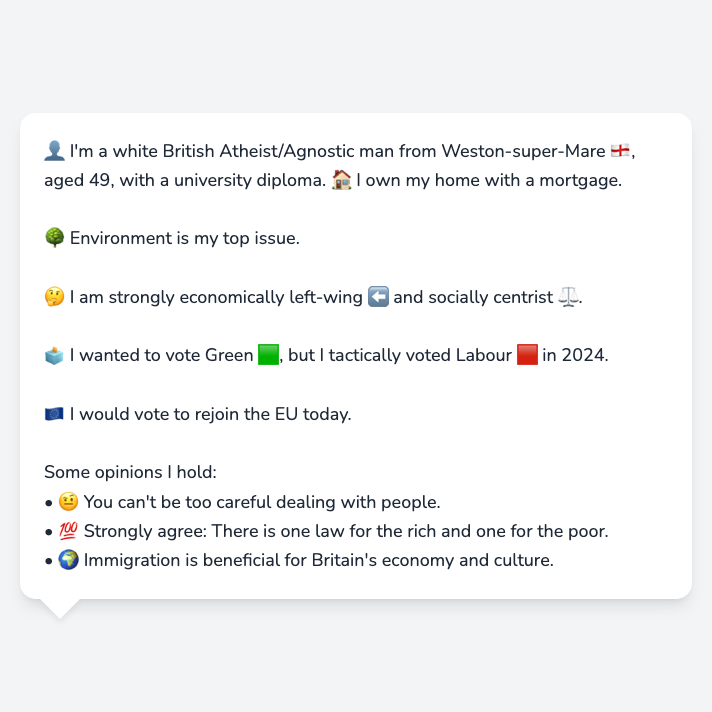 👤 I'm a white British Atheist/Agnostic man from Weston-super-Mare 🏴󠁧󠁢󠁥󠁮󠁧󠁿,
aged 49, with a university diploma. 🏠 I own my home with a mortgage.
🌳 Environment is my top issue.
🤔 I am strongly economically left-wing ⬅️ and socially centrist ⚖️.
🗳️ I wanted to vote Green 🟩, but I tactically voted Labour 🟥 in 2024.
🇪🇺 I would vote to rejoin the EU today.
Some opinions I hold:
• 🤨 You can't be too careful dealing with people.
• 💯 Strongly agree: There is one law for the rich and one for the poor.
• 🌍 Immigration is beneficial for Britain's economy and culture.